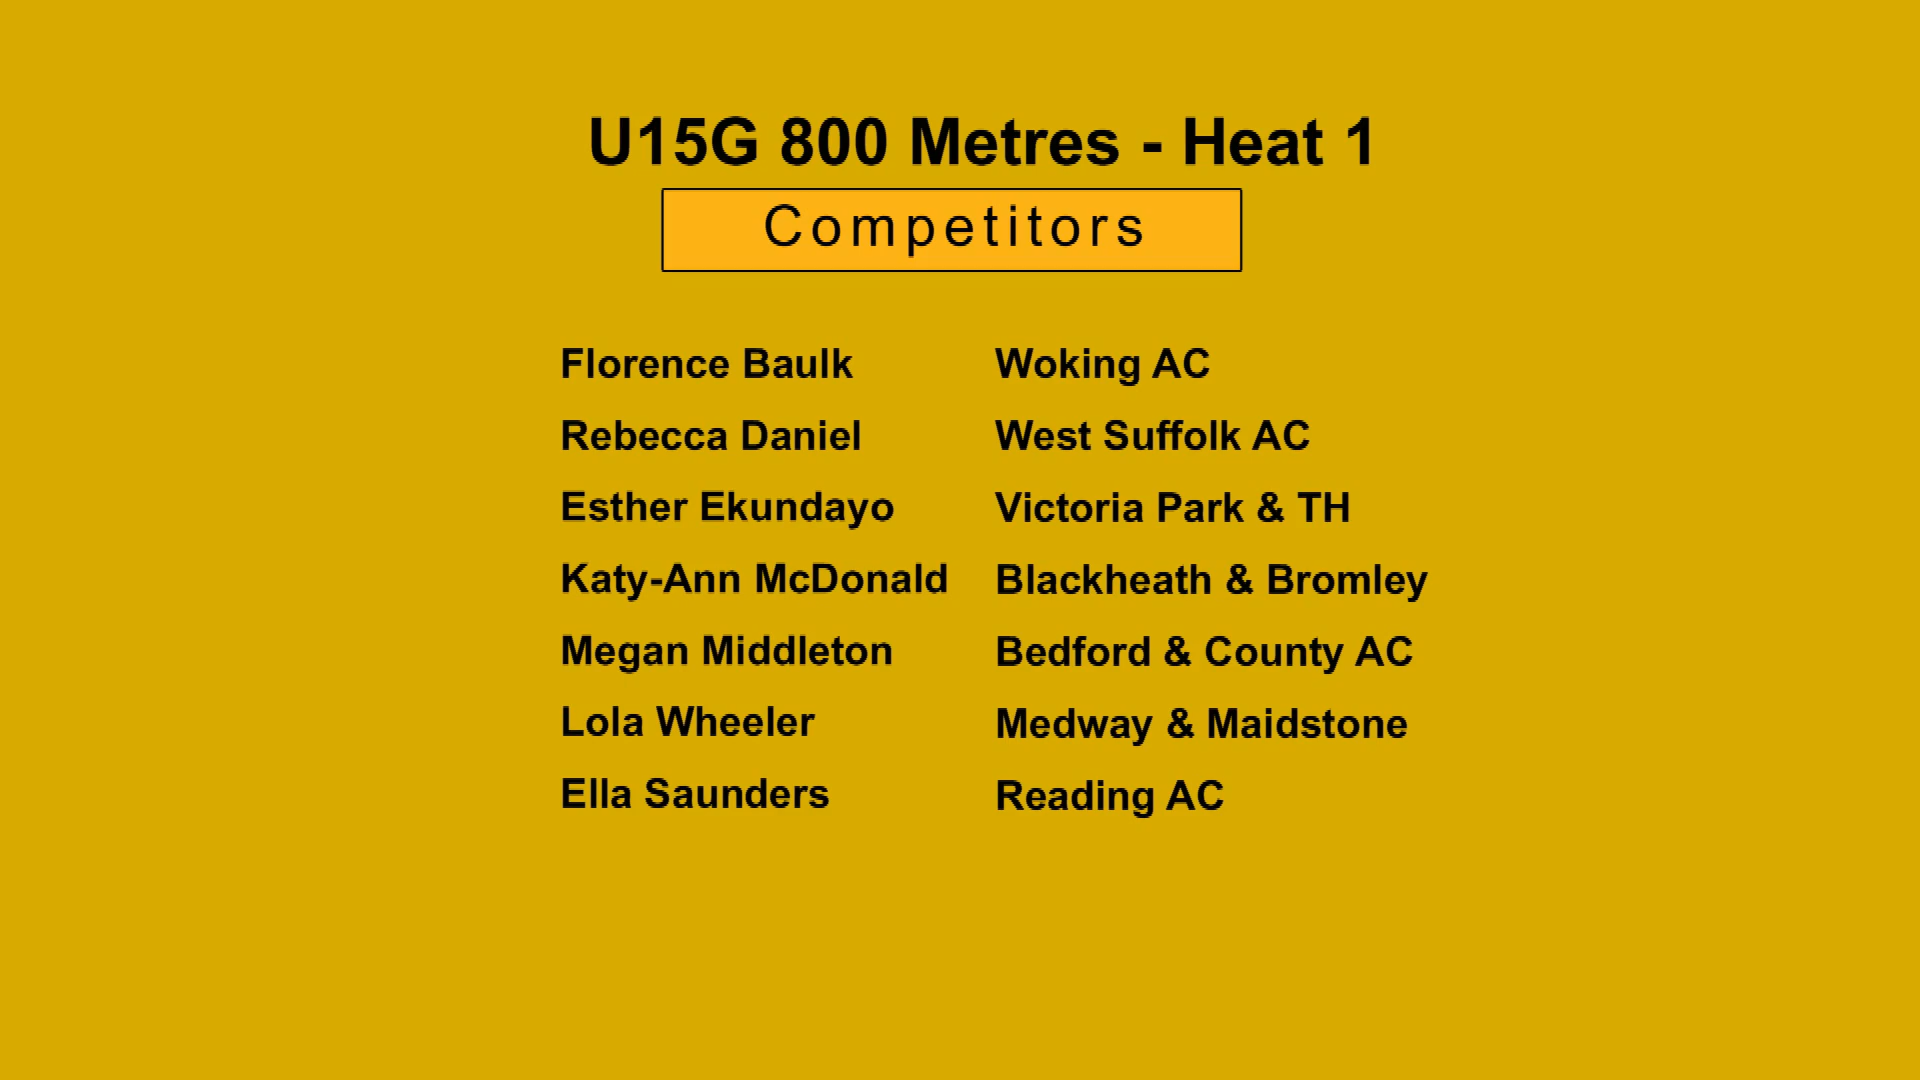 U15G 800 Metres - Heat 1
Competitors
Florence Baulk Woking AC
Rebecca Daniel West Suffolk AC
Esther Ekundayo Victoria Park & TH
Katy-Ann McDonald Blackheath & Bromley
Megan Middleton Bedford & County AC
Lola Wheeler Medway & Maidstone
Ella Saunders Reading AC